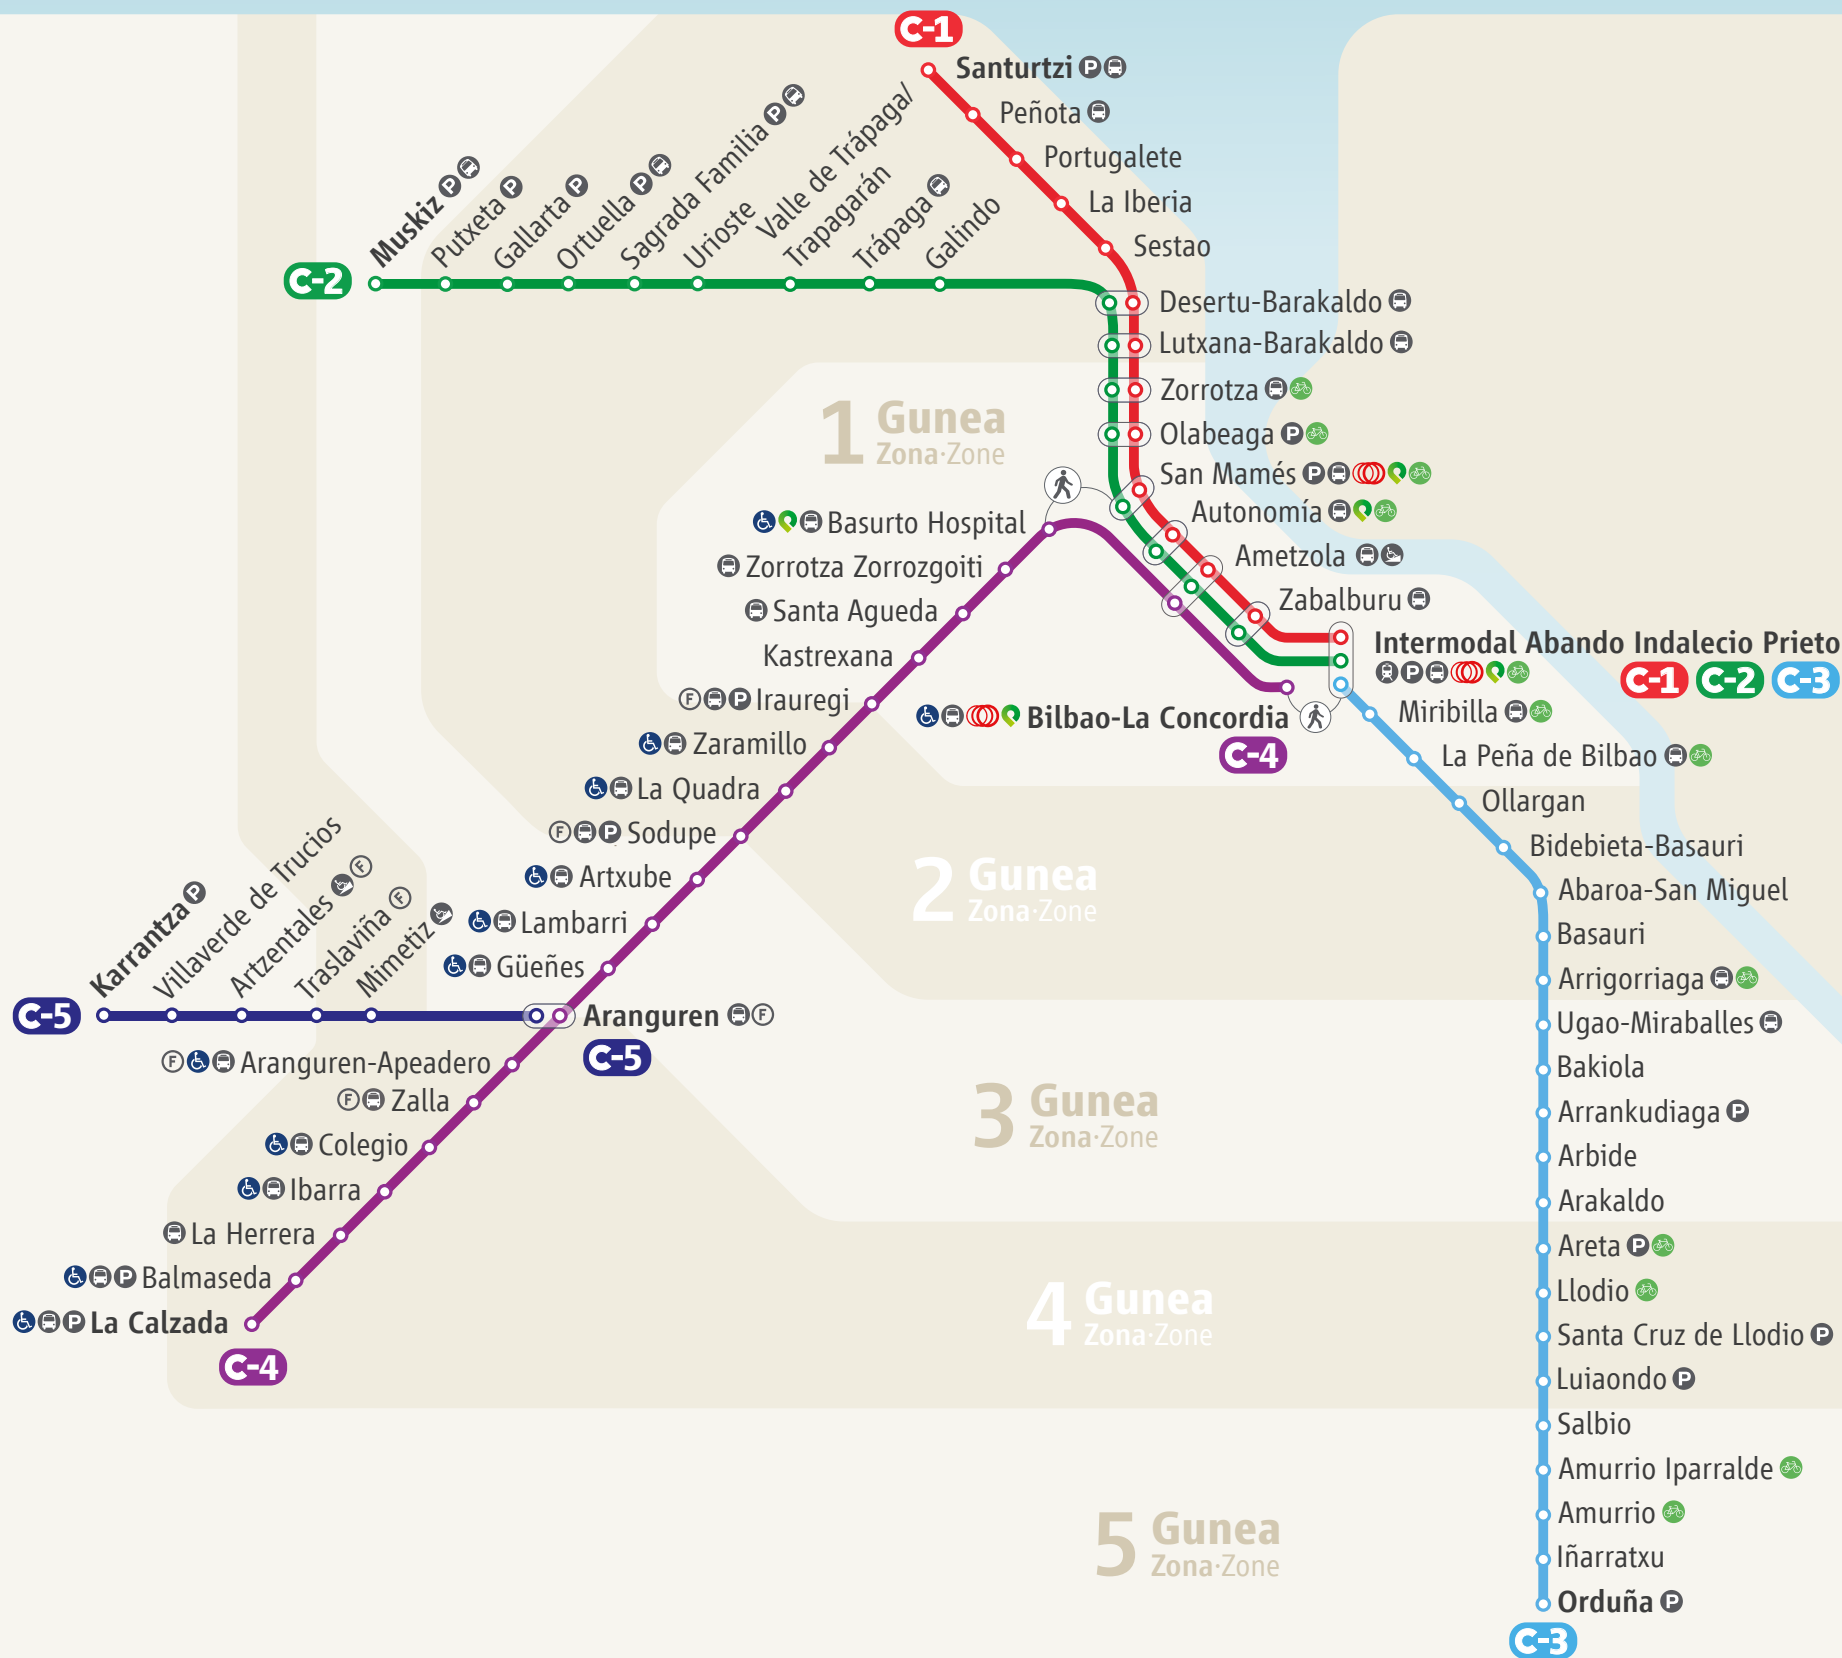 C-1
Santurtzi P
Peñota
Portugalete
La Iberia
Sestao
C-2
Muskiz P
Putxeta P
Gallarta P
Ortuella P
Sagrada Familia P
Urioste
Valle de Trápaga/
Trapagarán
Trápaga
Galindo
Desertu-Barakaldo
Lutxana-Barakaldo
Zorrotza
Olabeaga P
San Mamés P
Autonomía
Ametzola
Zabalburu
Intermodal Abando Indalecio Prieto
P
C-1 C-2 C-3
1 Gunea
Zona·Zone
Basurto Hospital
Zorrotza Zorrozgoiti
Santa Agueda
Kastrexana
F P Irauregi
Zaramillo
La Quadra
F P Sodupe
Artxube
Lambarri
Güeñes
Bilbao-La Concordia
C-4
Miribilla
La Peña de Bilbao
Ollargan
Bidebieta-Basauri
Abaroa-San Miguel
Basauri
Arrigorriaga
Ugao-Miraballes
Bakiola
Arrankudiaga P
Arbide
Arakaldo
Areta P
Llodio
Santa Cruz de Llodio P
Luiaondo P
Salbio
Amurrio Iparralde
Amurrio
Iñarratxu
Orduña P
C-3
2 Gunea
Zona·Zone
C-5
Karrantza P
Villaverde de Trucios
Artzentales F
Traslaviña F
Mimetiz
Aranguren F
C-5
F Aranguren-Apeadero
F Zalla
Colegio
Ibarra
La Herrera
P Balmaseda
P La Calzada
C-4
3 Gunea
Zona·Zone
4 Gunea
Zona·Zone
5 Gunea
Zona·Zone